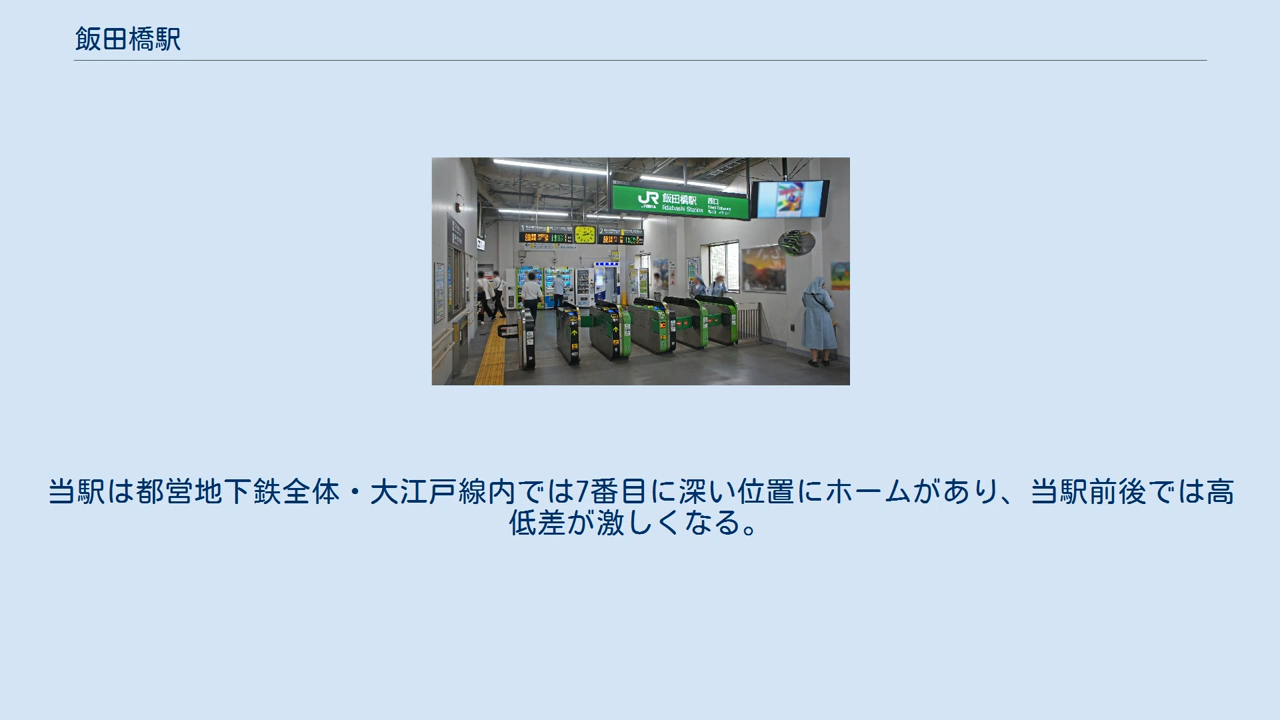 飯田橋駅
JR 飯田橋駅 西口
Iidabashi Station
当駅は都営地下鉄全体・大江戸線内では7番目に深い位置にホームがあり、当駅前後では高
低差が激しくなる。